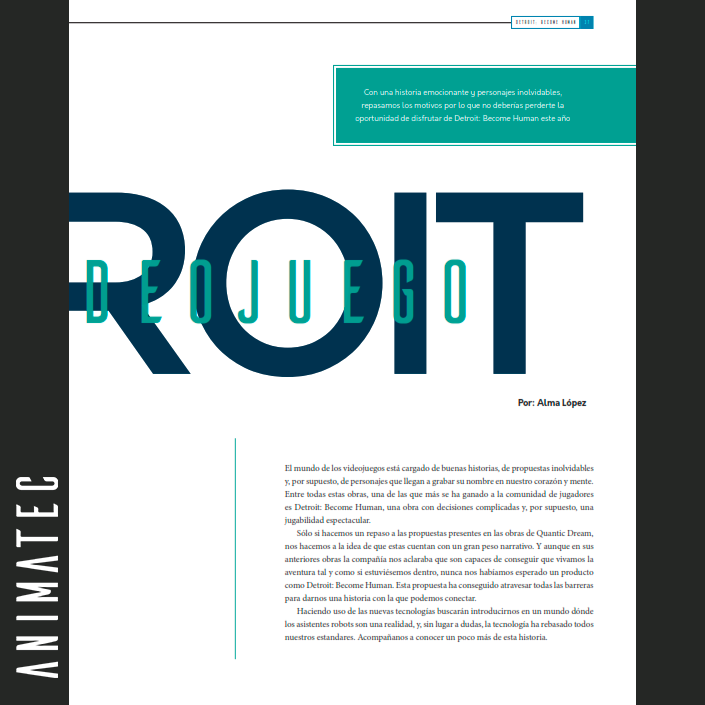 DETROIT: BECOME HUMAN
Con una historia emocionante y personajes inolvidables,
repasamos los motivos por lo que no deberías perderte la
oportunidad de disfrutar de Detroit: Become Human este año
ROIT
DEOJUEGO
Por: Alma López
El mundo de los videojuegos está cargado de buenas historias, de propuestas inolvidables
y, por supuesto, de personajes que llegan a grabar su nombre en nuestro corazón y mente.
Entre todas estas obras, una de las que más se ha ganado a la comunidad de jugadores
es Detroit: Become Human, una obra con decisiones complicadas y, por supuesto, una
jugabilidad espectacular.
Sólo si hacemos un repaso a las propuestas presentes en las obras de Quantic Dream,
nos hacemos a la idea de que estas cuentan con un gran peso narrativo. Y aunque en sus
anteriores obras la compañía nos aclaraba que son capaces de conseguir que vivamos la
aventura tal y como si estuviésemos dentro, nunca nos habíamos esperado un producto
como Detroit: Become Human. Esta propuesta ha conseguido atravesar todas las barreras
para darnos una historia con la que podemos conectar.
Haciendo uso de las nuevas tecnologías buscarán introducirnos en un mundo dónde
los asistentes robots son una realidad, y, sin lugar a dudas, la tecnología ha rebasado todos
nuestros estandares. Acompañanos a conocer un poco más de esta historia.
ANIMATEC